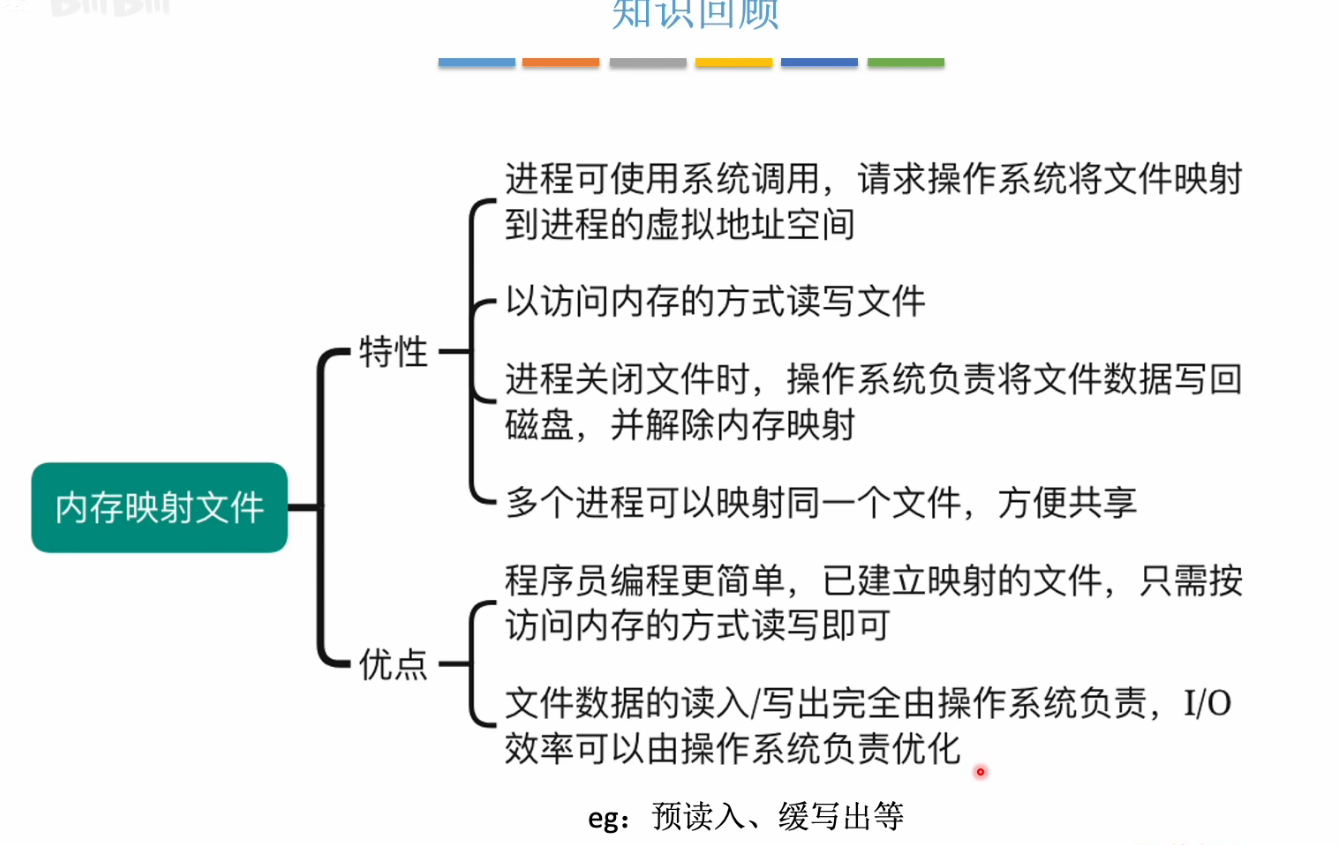 知识回顾
进程可使用系统调用，请求操作系统将文件映射
到进程的虚拟地址空间
以访问内存的方式读写文件
特性
进程关闭文件时，操作系统负责将文件数据写回
磁盘，并解除内存映射
多个进程可以映射同一个文件，方便共享
内存映射文件
程序员编程更简单，已建立映射的文件，只需按
访问内存的方式读写即可
优点
文件数据的读入/写出完全由操作系统负责，I/O
效率可以由操作系统负责优化
eg：预读入、缓写出等